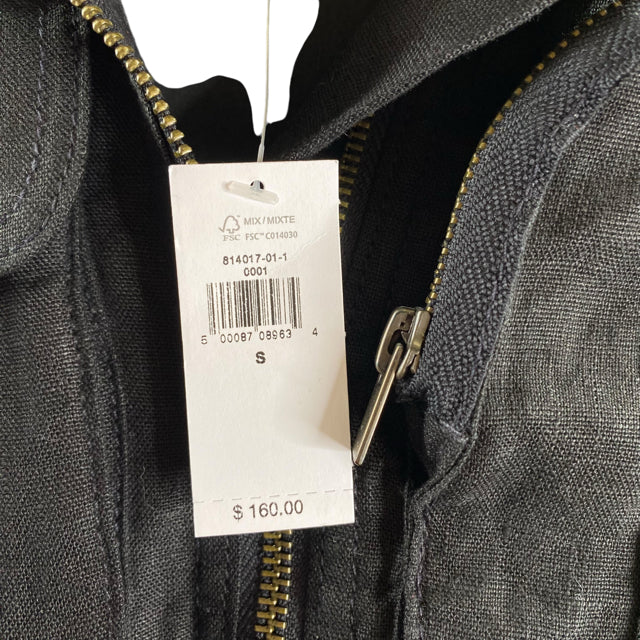 S
MIX / MIXTE
FSC
FSC™ C014030
814017-01-1
0001
5 00087 08963 4
S
$ 160.00